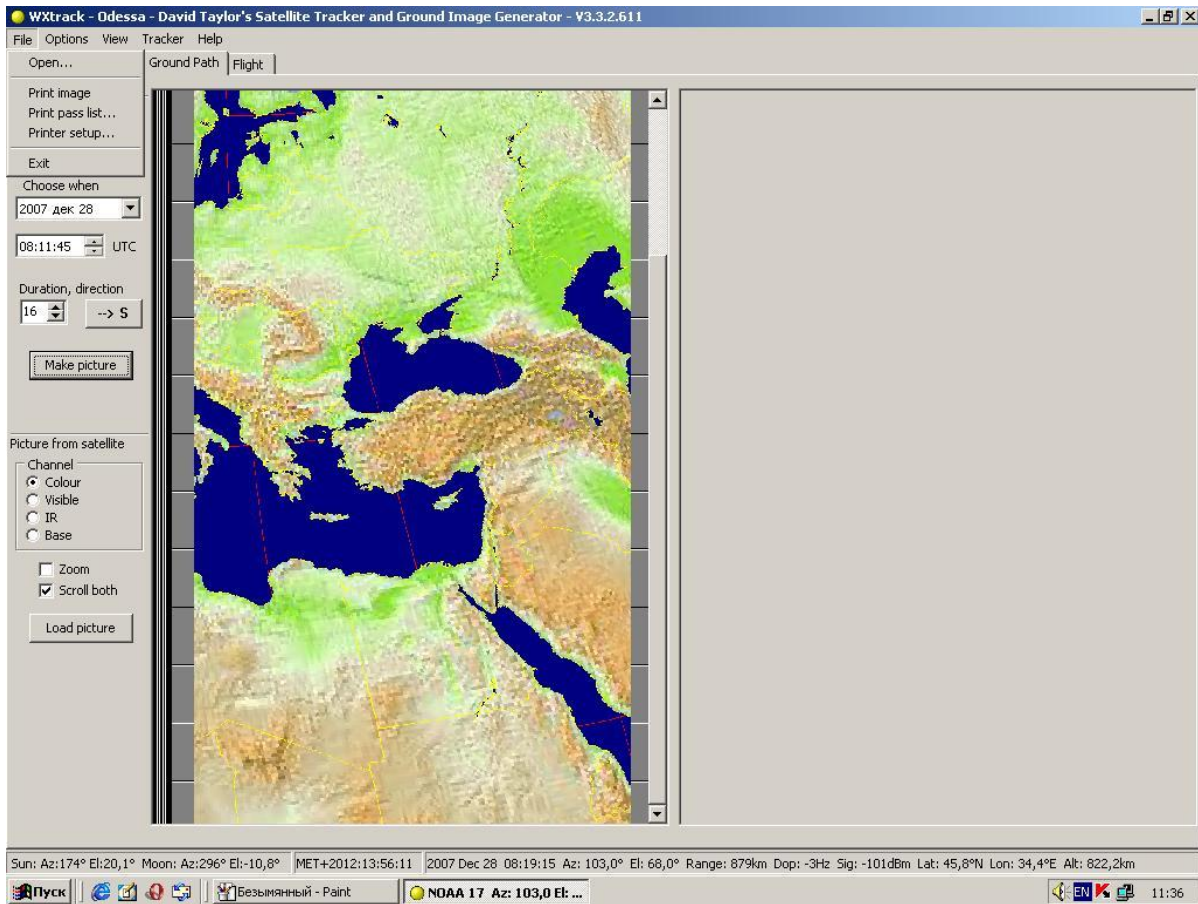 WXtrack - Odessa - David Taylor's Satellite Tracker and Ground Image Generator - V3.3.2.611
File Options View Tracker Help
Open...
Ground Path Flight
Print image
Print pass list...
Printer setup...
Exit
Choose when
2007 дек 28
08:11:45 UTC
Duration, direction
16 --> S
Make picture
Picture from satellite
Channel
Colour
Visible
IR
Base
Zoom
Scroll both
Load picture
Sun: Az:174° El:20,1° Moon: Az:296° El:-10,8° MET+2012:13:56:11 2007 Dec 28 08:19:15 Az: 103,0° El: 68,0° Range: 879km Dop: -3Hz Sig: -101dBm Lat: 45,8°N Lon: 34,4°E Alt: 822,2km
Пуск Безымянный - Paint NOAA 17 Az: 103,0 El: ... EN 11:36